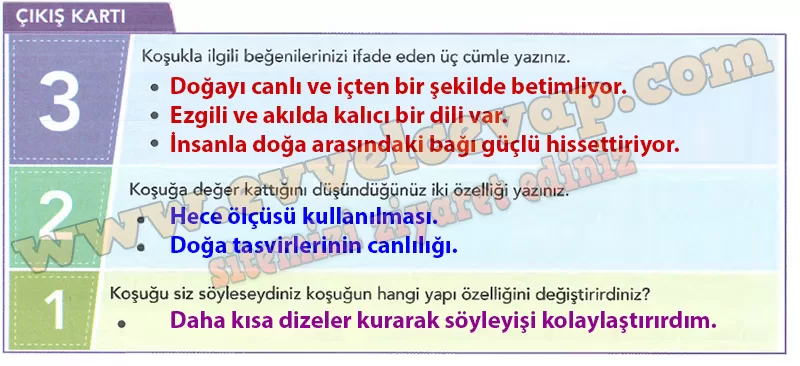 ÇIKIŞ KARTI
3
Koşukla ilgili beğenilerinizi ifade eden üç cümle yazınız.
• Doğayı canlı ve içten bir şekilde betimliyor.
• Ezgili ve akılda kalıcı bir dili var.
• İnsanla doğa arasındaki bağı güçlü hissettiriyor.
2
Koşuğa değer kattığını düşündüğünüz iki özelliği yazınız.
• Hece ölçüsü kullanılması.
• Doğa tasvirlerinin canlılığı.
1
Koşuğu siz söyleseydiniz koşuğun hangi yapı özelliğini değiştirirdiniz?
• Daha kısa dizeler kurarak söyleyişi kolaylaştırırdım.
www.evvelcevap.com
sitemizi ziyaret ediniz